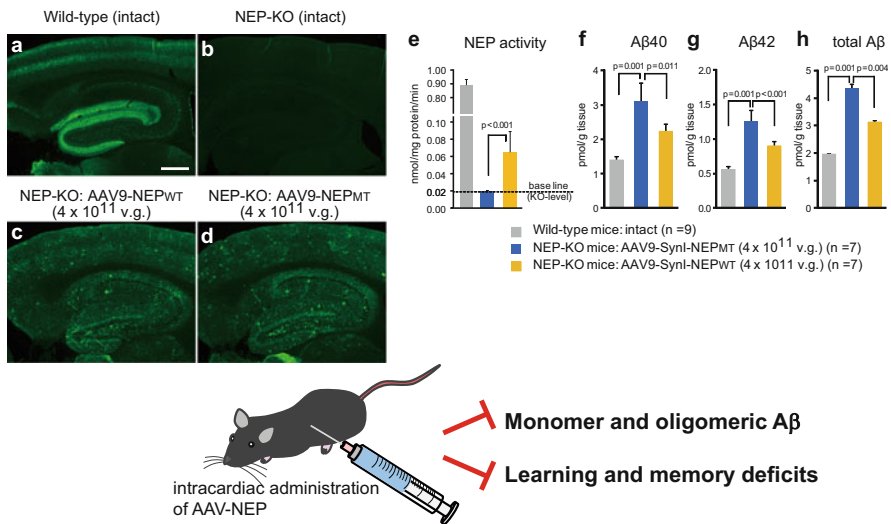 Wild-type (intact)
NEP-KO (intact)
a
b
NEP-KO: AAV9-NEPWT
(4 x 10¹¹ v.g.)
NEP-KO: AAV9-NEPMT
(4 x 10¹¹ v.g.)
c
d
e
NEP activity
nmol/mg protein/min
1.00
0.80
0.10
0.06
0.06
0.04
0.02
0.00
p<0.001
base line
(KO-level)
f
Aβ40
pmol/g tissue
4
3
2
1
0
p=0.001
p=0.011
g
Aβ42
pmol/g tissue
2.0
1.5
1.0
0.5
0.0
p=0.001
p<0.001
h
total Aβ
pmol/g tissue
5
4
3
2
1
0
p=0.001
p=0.004
Wild-type mice: intact (n =9)
NEP-KO mice: AAV9-SynI-NEPMT (4 x 10¹¹ v.g.) (n =7)
NEP-KO mice: AAV9-SynI-NEPWT (4 x 1011 v.g.) (n =7)
intracardiac administration
of AAV-NEP
Monomer and oligomeric Aβ
Learning and memory deficits